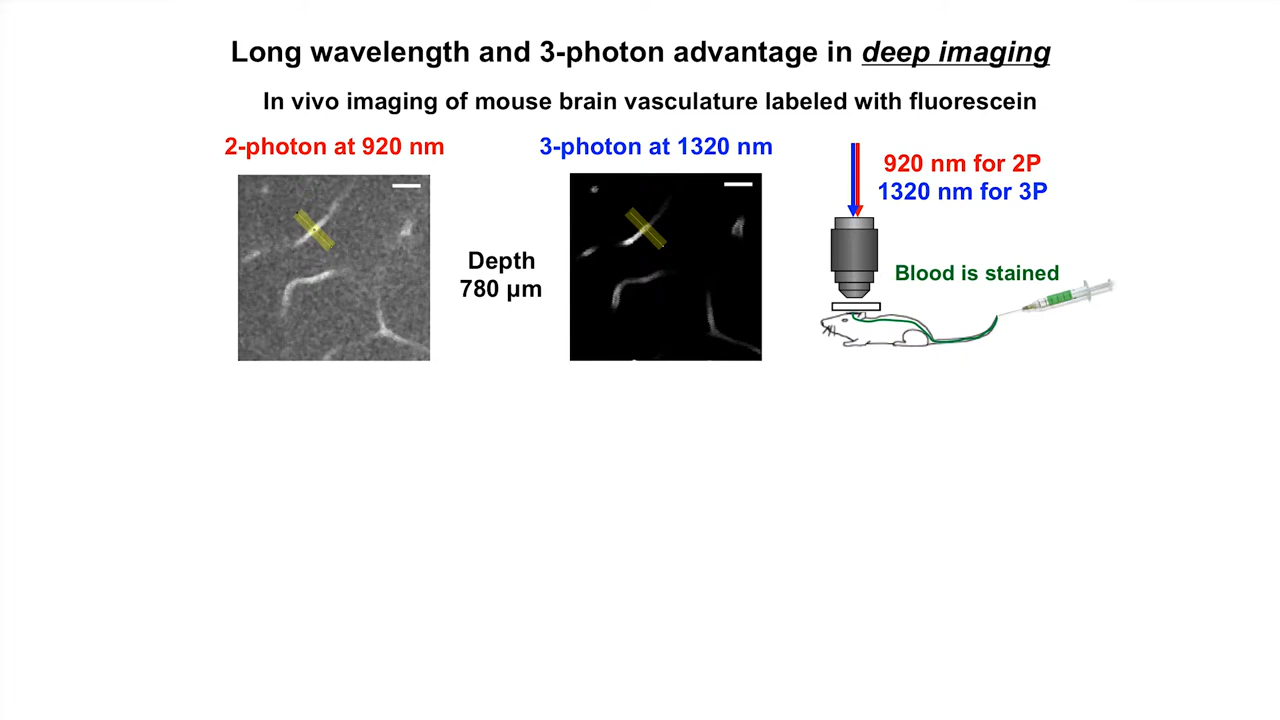 Long wavelength and 3-photon advantage in deep imaging
In vivo imaging of mouse brain vasculature labeled with fluorescein
2-photon at 920 nm
3-photon at 1320 nm
920 nm for 2P
1320 nm for 3P
Depth
780 µm
Blood is stained